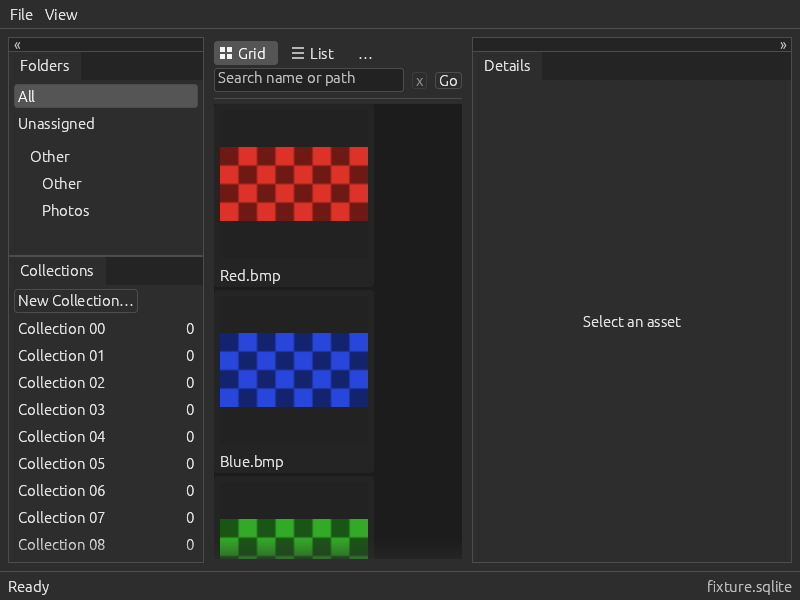 File View
«
Folders
All
Unassigned
Other
Other
Photos
Collections
New Collection...
Collection 00 0
Collection 01 0
Collection 02 0
Collection 03 0
Collection 04 0
Collection 05 0
Collection 06 0
Collection 07 0
Collection 08 0
Grid List ...
Search name or path x Go
Red.bmp
Blue.bmp
»
Details
Select an asset
Ready fixture.sqlite